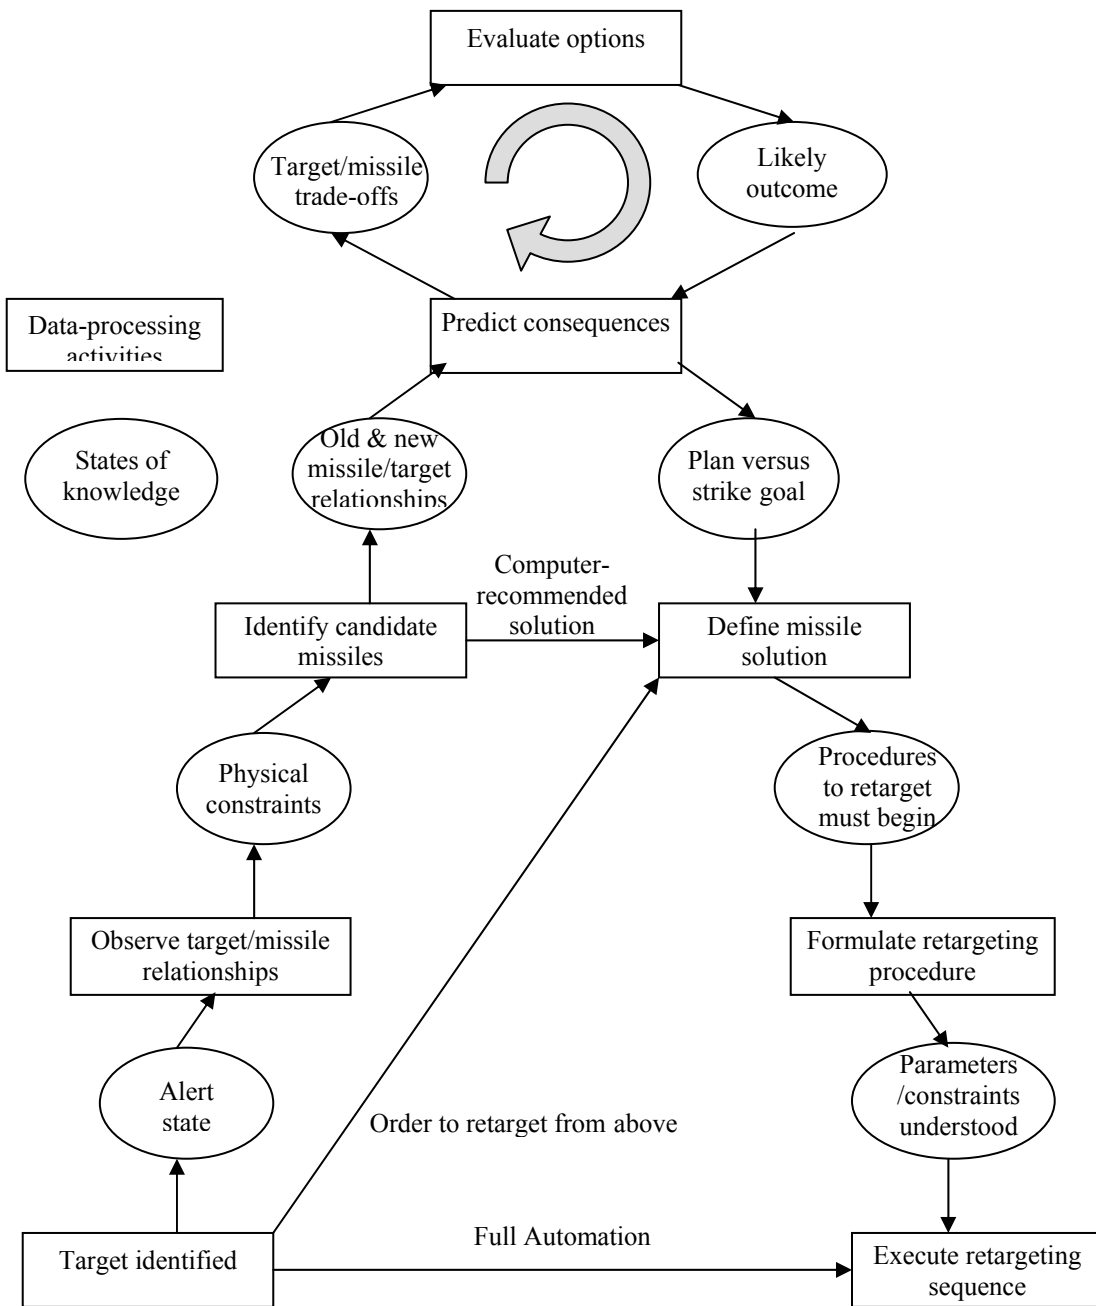 Evaluate options
Target/missile
trade-offs
Likely
outcome
Predict consequences
Data-processing
activities
States of
knowledge
Old & new
missile/target
relationships
Plan versus
strike goal
Computer-
recommended
solution
Identify candidate
missiles
Define missile
solution
Physical
constraints
Procedures
to retarget
must begin
Observe target/missile
relationships
Formulate retargeting
procedure
Alert
state
Order to retarget from above
Parameters
/constraints
understood
Target identified
Full Automation
Execute retargeting
sequence